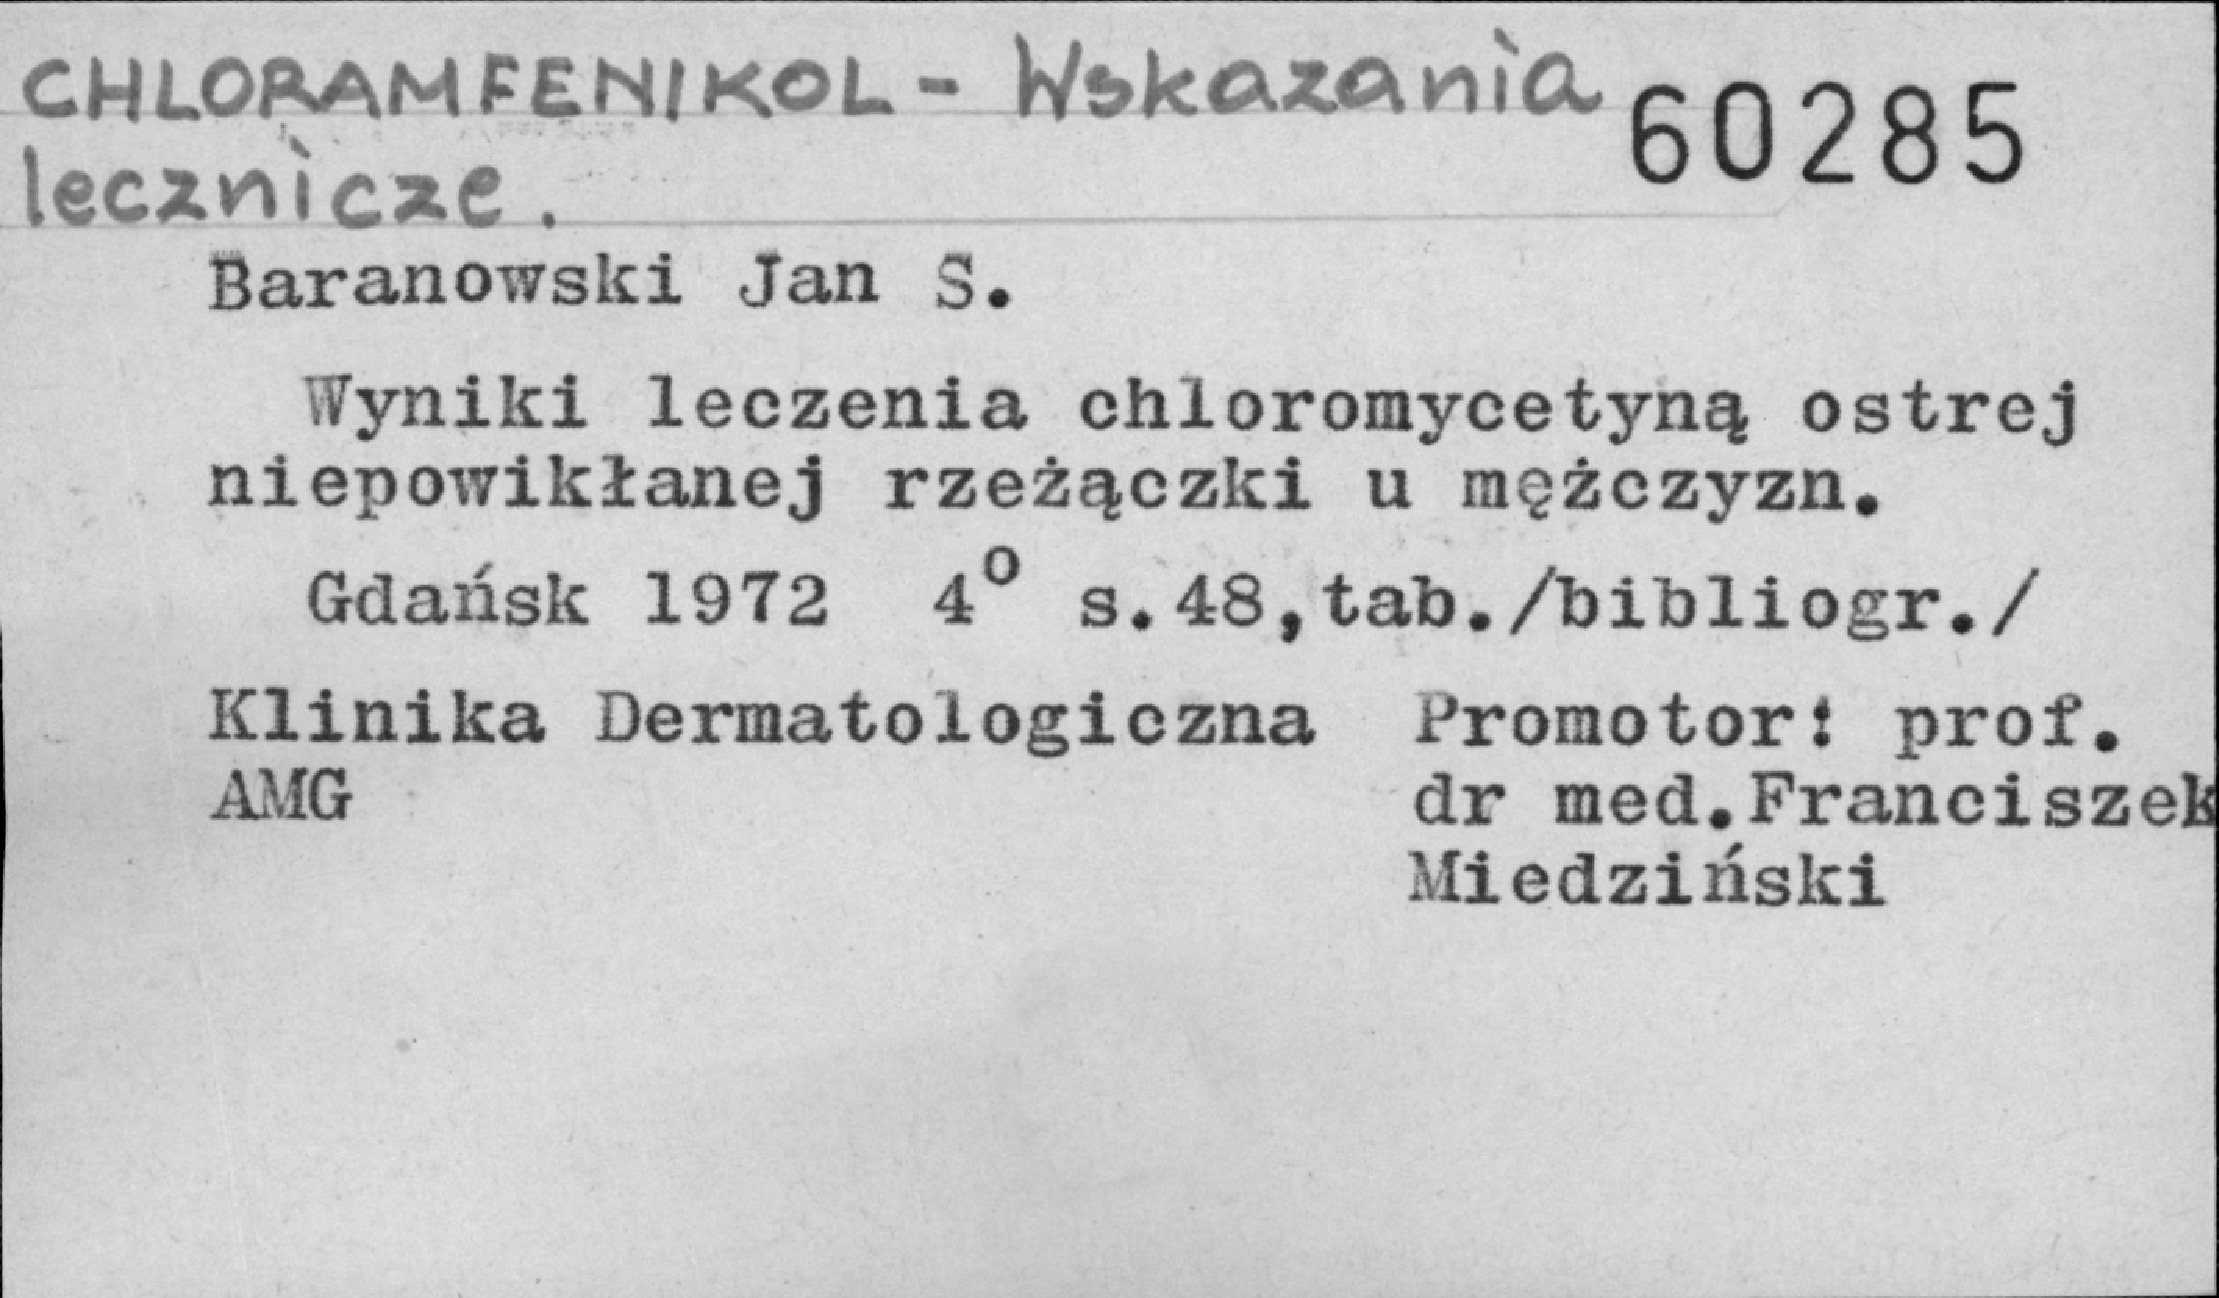 CHLORAMFENIKOL - Wskazania 60285
lecznicze.
Baranowski Jan S.
Wyniki leczenia chloromycetyną ostrej
niepowikłanej rzeżączki u mężczyzn.
Gdańsk 1972 4° s.48,tab./bibliogr./
Klinika Dermatologiczna Promotor: prof.
AMG dr med.Franciszek
Miedziński